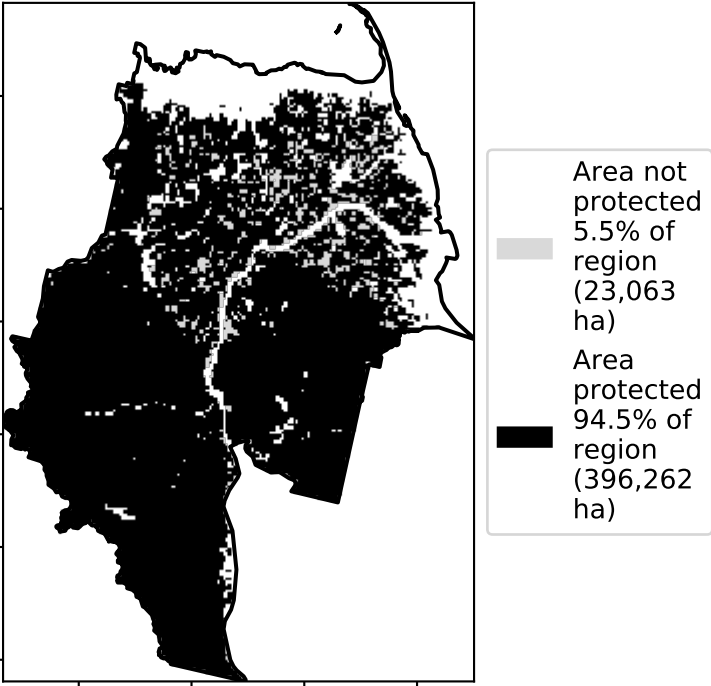 Area not
protected
5.5% of
region
(23,063
ha)
Area
protected
94.5% of
region
(396,262
ha)